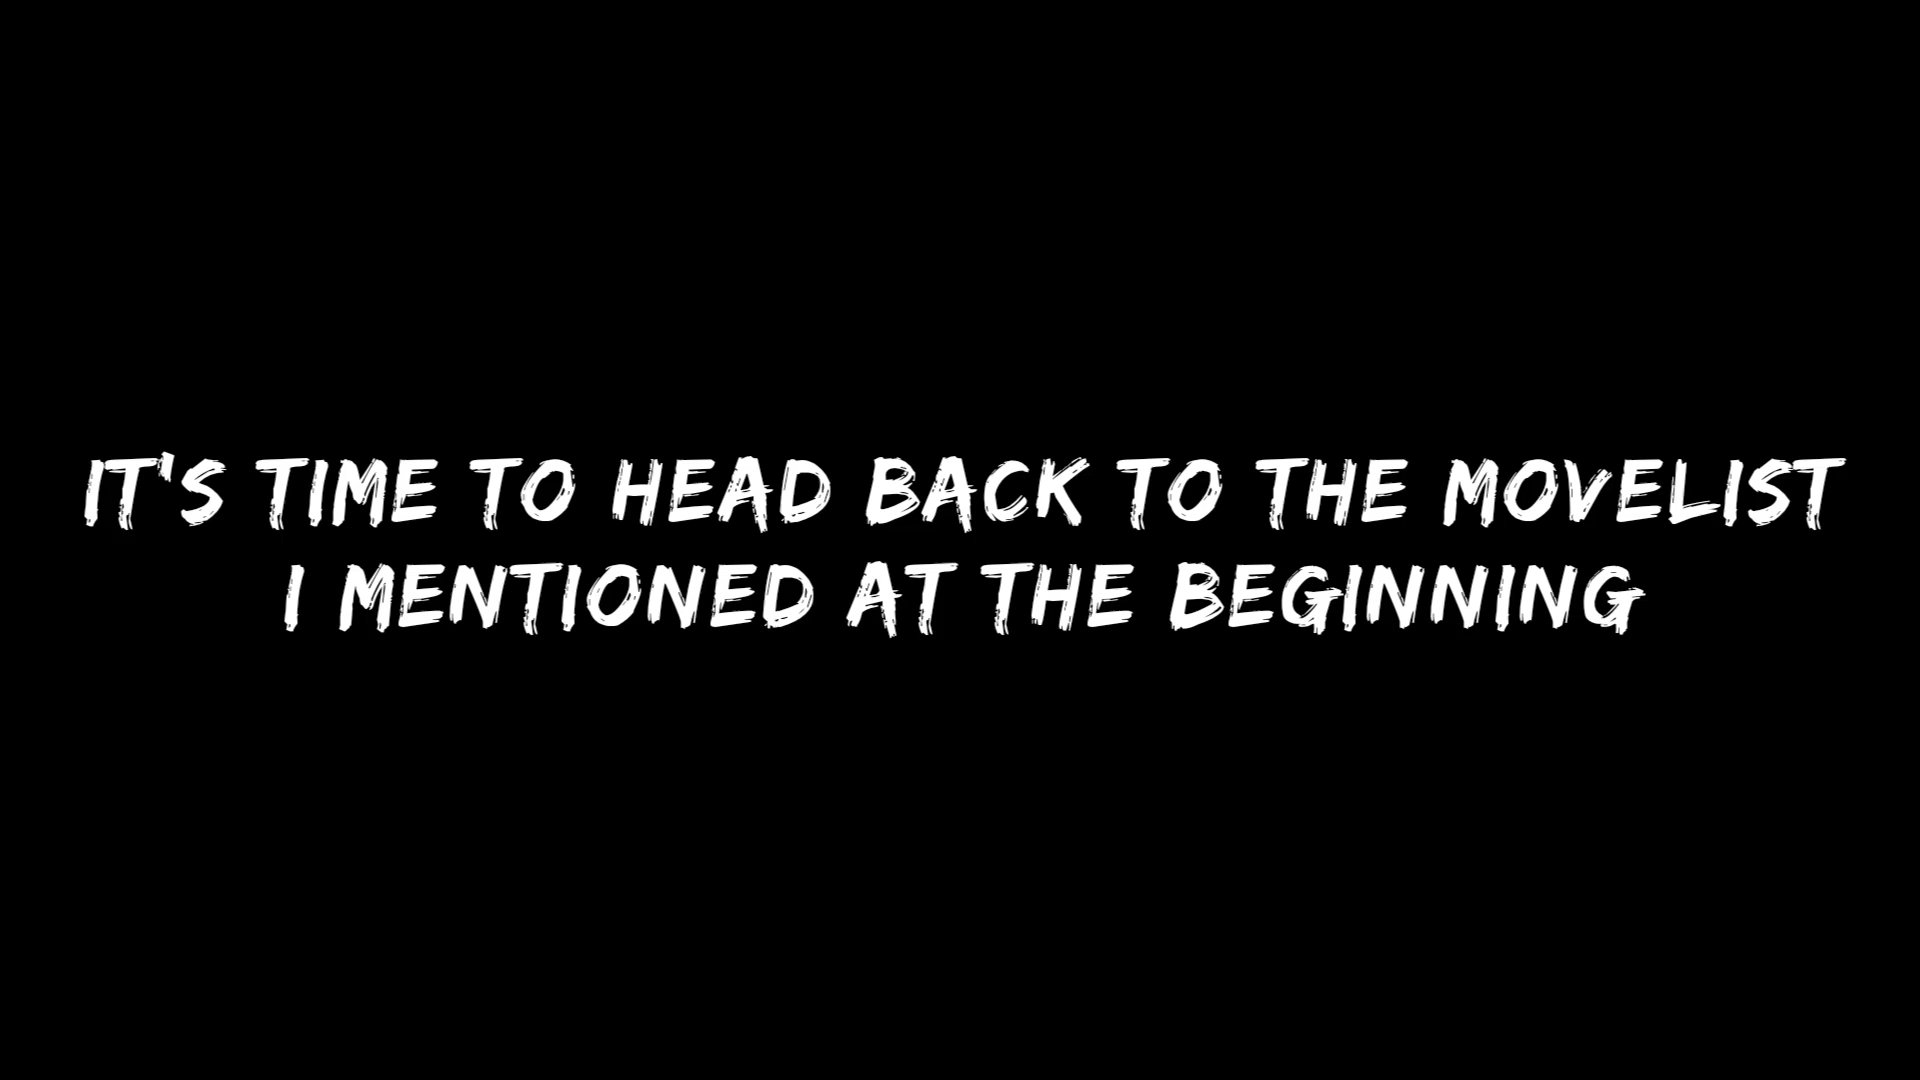 IT'S TIME TO HEAD BACK TO THE MOVELIST
I MENTIONED AT THE BEGINNING